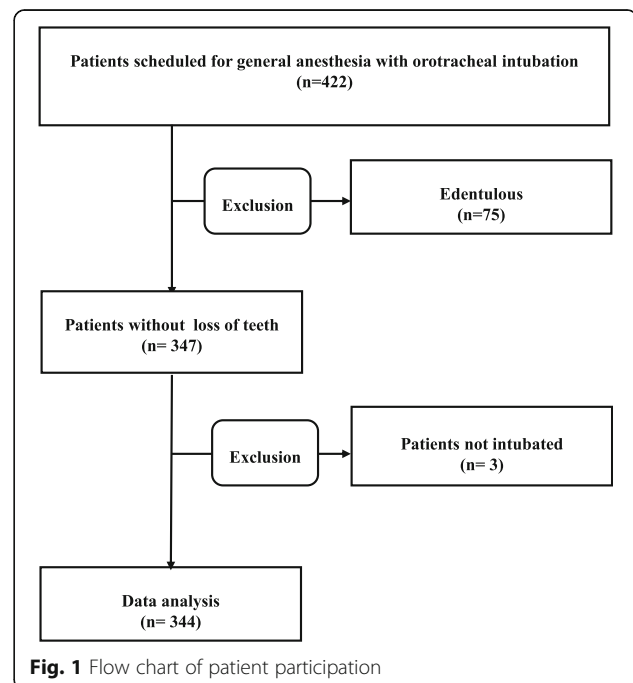 Patients scheduled for general anesthesia with orotracheal intubation
(n=422)
Exclusion
Edentulous
(n=75)
Patients without loss of teeth
(n= 347)
Exclusion
Patients not intubated
(n= 3)
Data analysis
(n= 344)
Fig. 1 Flow chart of patient participation